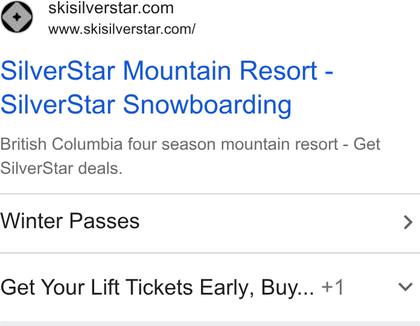 skisilverstar.com
www.skisilverstar.com/
SilverStar Mountain Resort -
SilverStar Snowboarding
British Columbia four season mountain resort - Get
SilverStar deals.
Winter Passes
Get Your Lift Tickets Early, Buy... +1